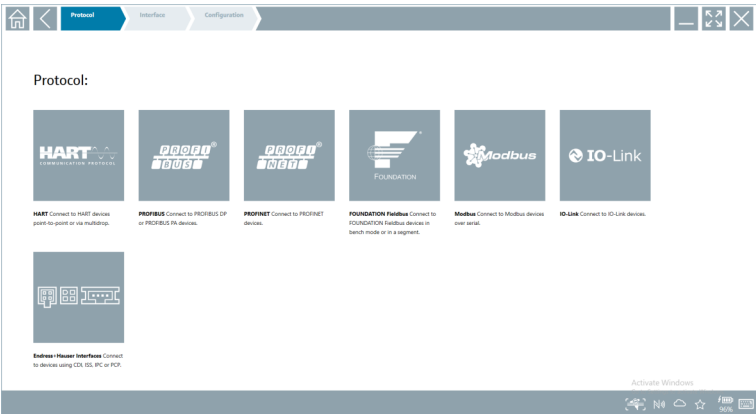 Protocol
Interface
Configuration
Protocol:
HART
COMMUNICATION PROTOCOL
PROFI
BUS
®
PROFI
NET
®
FOUNDATION
Modbus
IO-Link
HART Connect to HART devices
point-to-point or via multidrop.
PROFIBUS Connect to PROFIBUS DP
or PROFIBUS PA devices.
PROFINET Connect to PROFINET
devices.
FOUNDATION Fieldbus Connect to
FOUNDATION Fieldbus devices in
bench mode or in a segment.
Modbus Connect to Modbus devices
over serial.
IO-Link Connect to IO-Link devices.
Endress+Hauser Interfaces Connect
to devices using CDI, ISS, IPC or PCP.
Activate Windows
96%